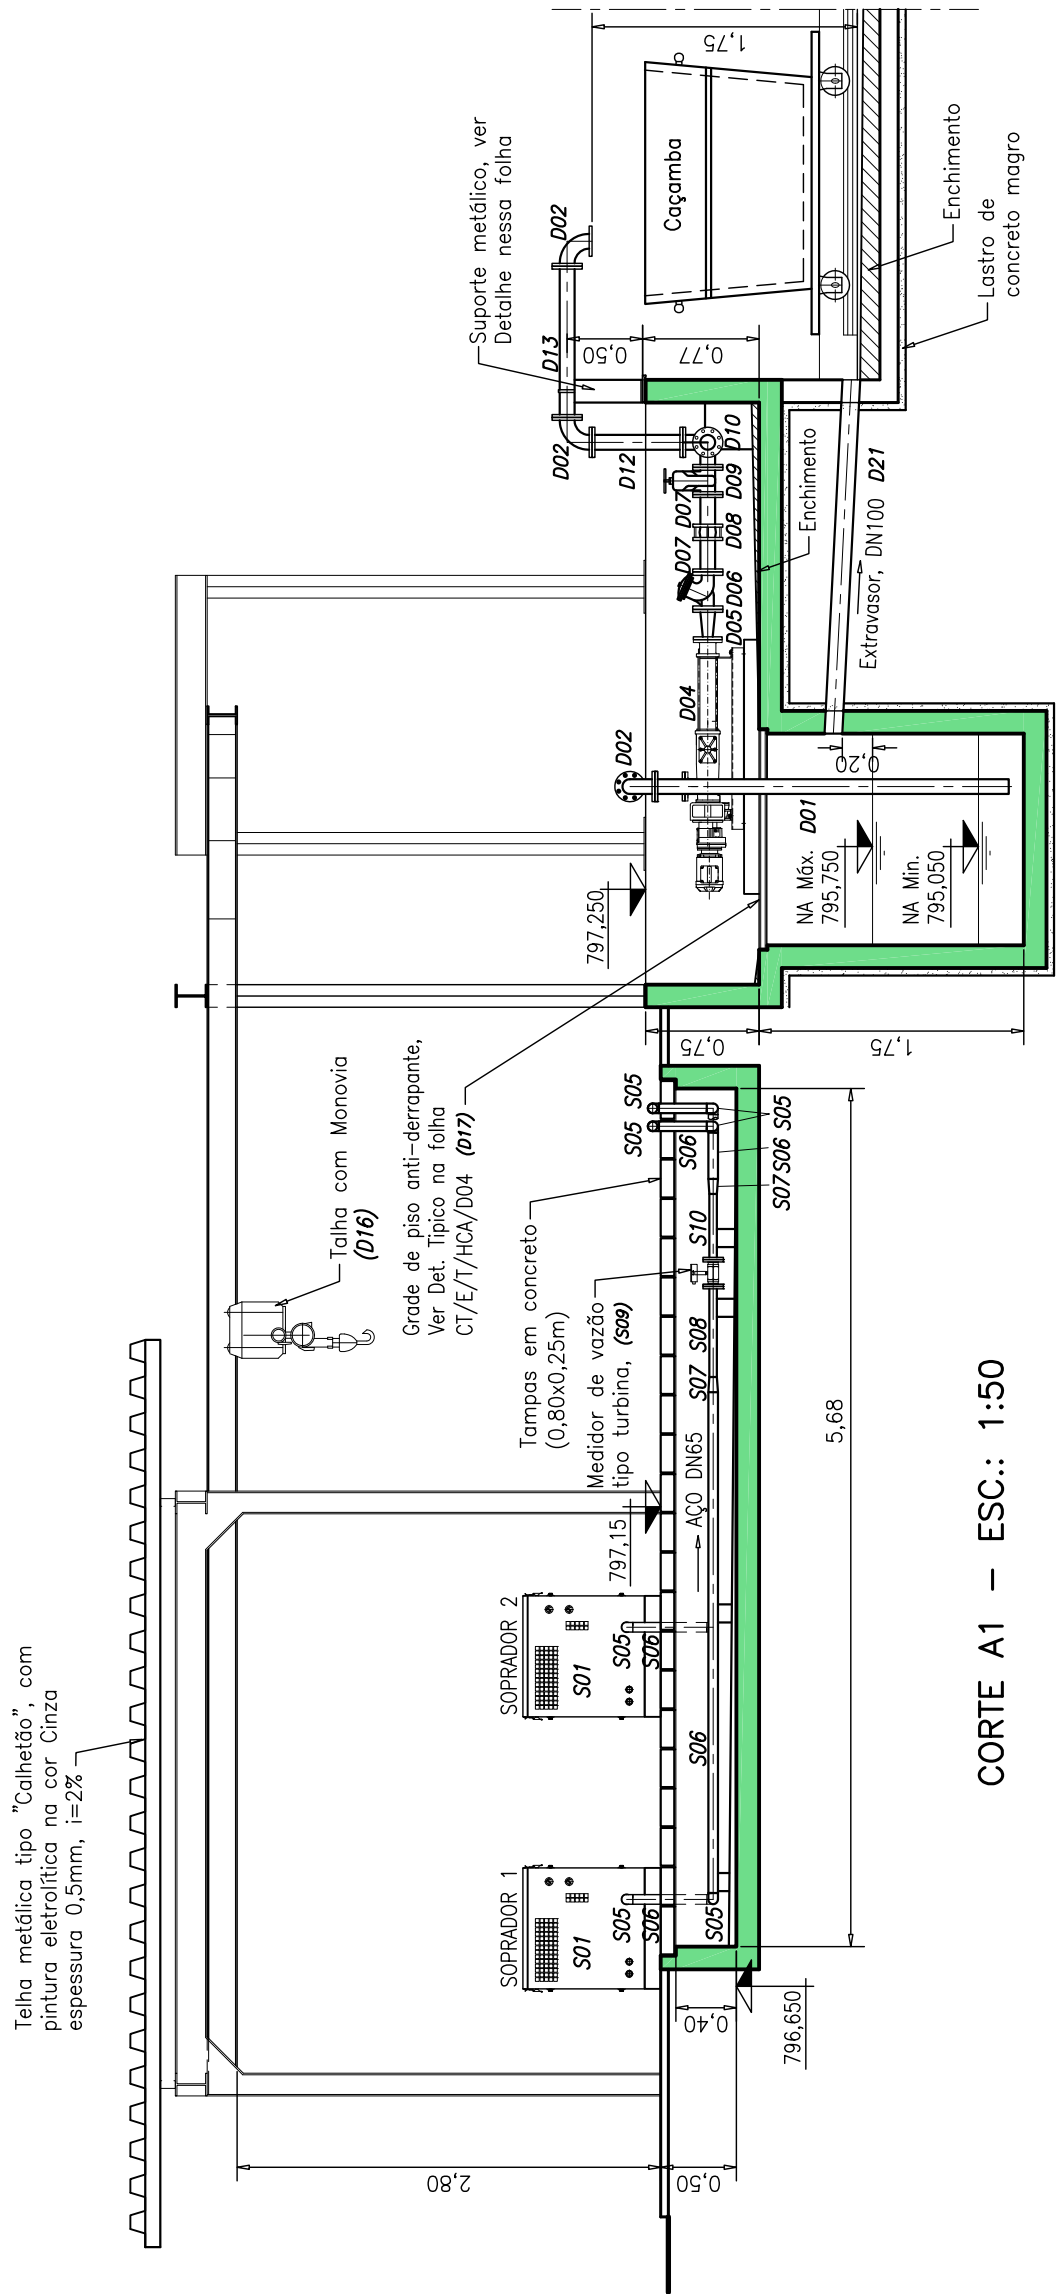 Telha metálica tipo "Calhetão", com
pintura eletrolítica na cor Cinza
espessura 0,5mm, i=2%
Talha com Monovia
(D16)
Grade de piso anti-derrapante,
Ver Det. Tipico na folha
CT/E/T/HCA/D04 (D17)
Tampas em concreto
(0,80x0,25m)
Medidor de vazão
tipo turbina, (S09)
Suporte metálico, ver
Detalhe nessa folha
SOPRADOR 1
SOPRADOR 2
S01
S01
S05
S06
S05
S06
S05
S06
AÇO DN65
S07
S08
S10
S06
S05
S05
S07
S06
S05
2,80
0,50
0,40
796,650
797,15
5,68
0,75
1,75
797,250
NA Máx.
795,750
NA Min.
795,050
D01
0,20
D02
D04
D05
D06
D07
D07
D08
D09
D10
D12
D02
D13
D02
0,50
0,77
1,75
Caçamba
Enchimento
Extravasor, DN100 D21
Enchimento
Lastro de
concreto magro
CORTE A1 – ESC.: 1:50